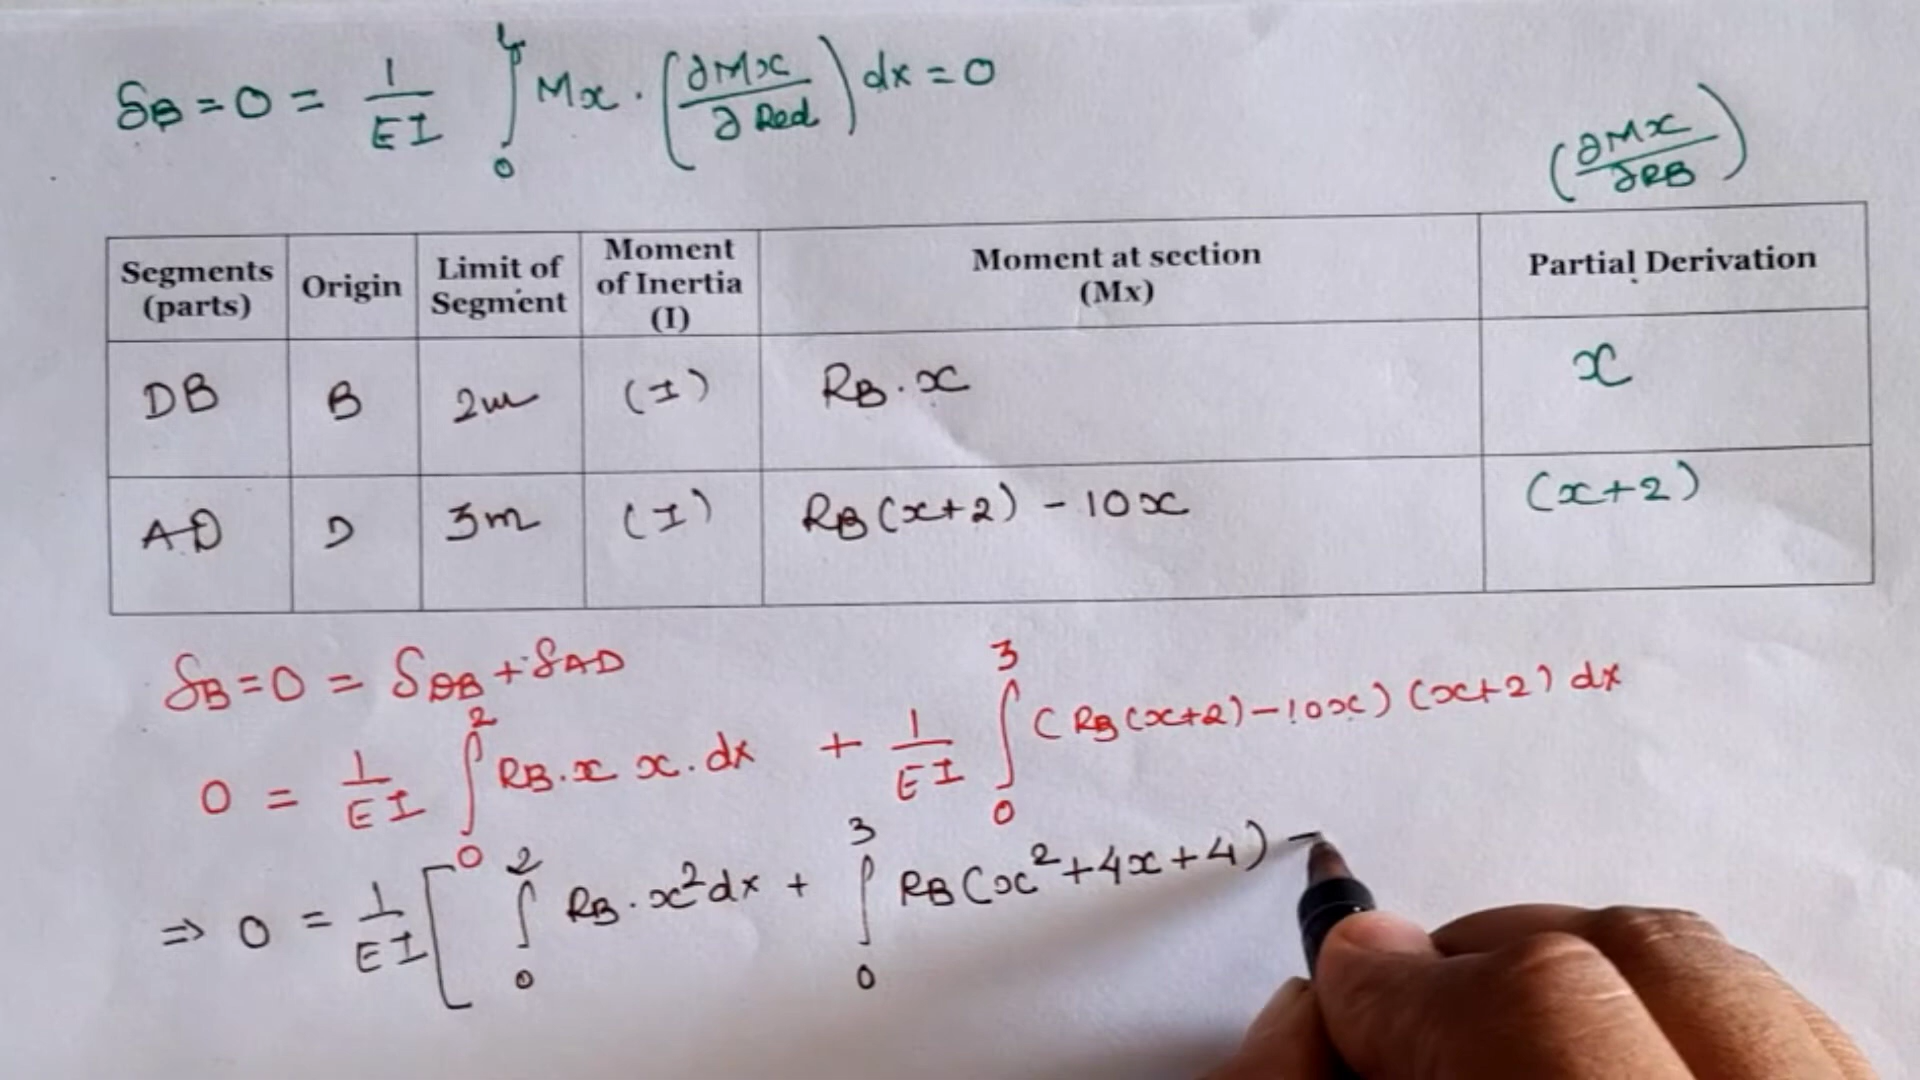 δB = 0 = 1/EI ∫₀ᴸ Mx · (∂Mx/∂Red) dx = 0
(∂Mx/∂RB)
Segments (parts) | Origin | Limit of Segment | Moment of Inertia (I) | Moment at section (Mx) | Partial Derivation
DB | B | 2m | (I) | RB·x | x
AD | D | 3m | (I) | RB(x+2) - 10x | (x+2)
δB = 0 = δDB + δAD
0 = 1/EI ∫₀² RB·x x·dx + 1/EI ∫₀³ (RB(x+2) - 10x) (x+2) dx
⇒ 0 = 1/EI [ ∫₀² RB·x² dx + ∫₀³ RB(x² + 4x + 4) -